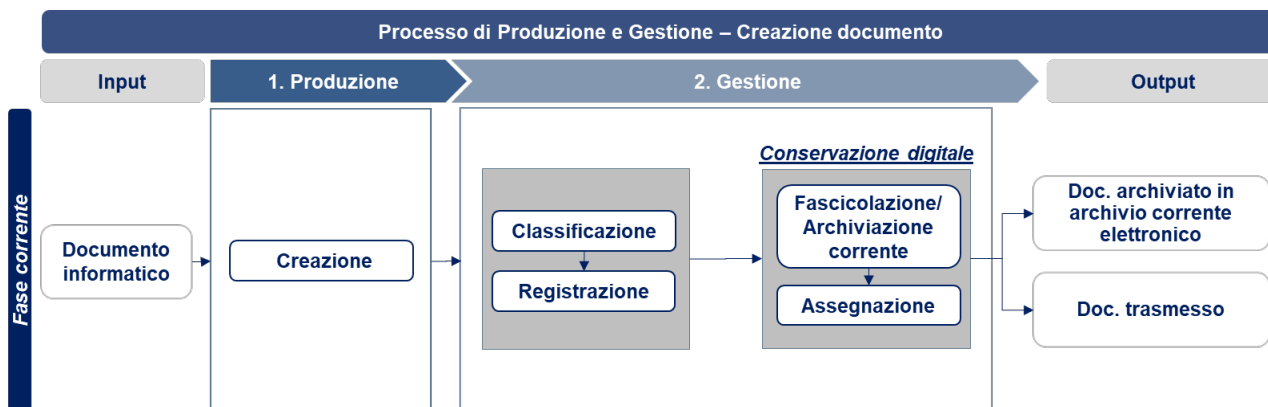 Processo di Produzione e Gestione – Creazione documento
Input
1. Produzione
2. Gestione
Output
Fase corrente
Documento
informatico
Creazione
Classificazione
Registrazione
Conservazione digitale
Fascicolazione/
Archiviazione
corrente
Assegnazione
Doc. archiviato in
archivio corrente
elettronico
Doc. trasmesso